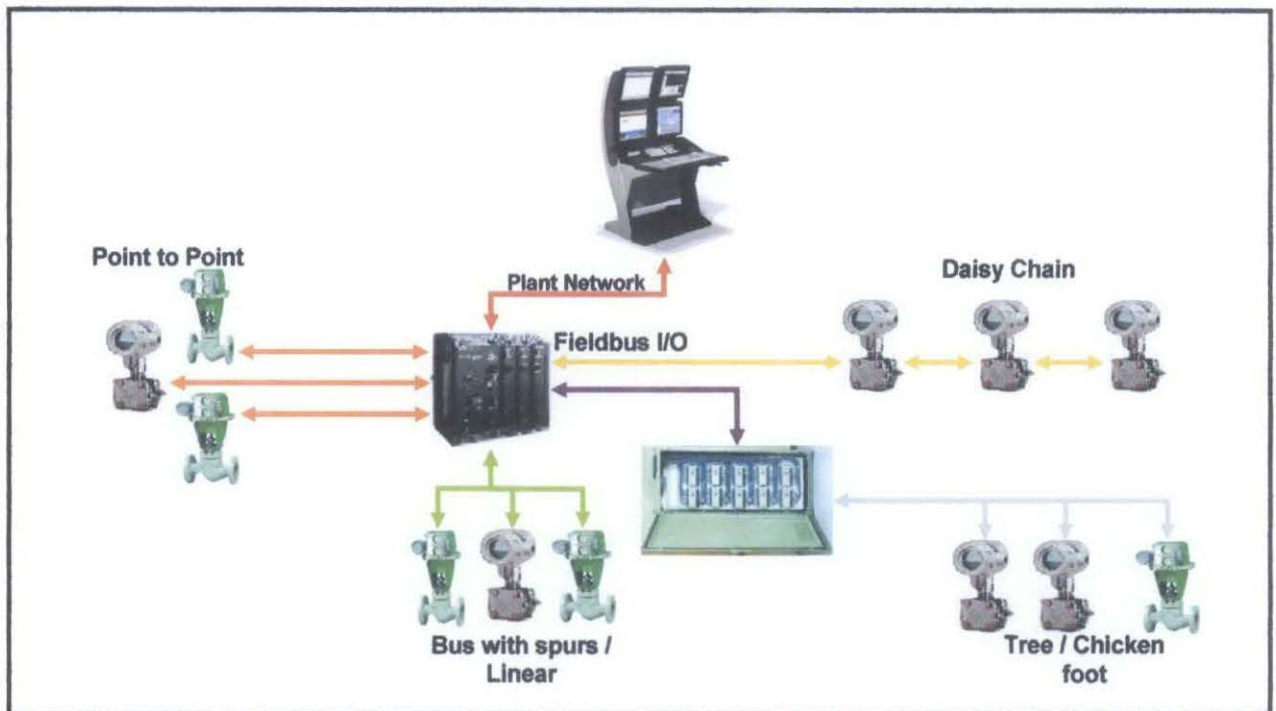 Point to Point
Plant Network
Daisy Chain
Fieldbus I/O
Bus with spurs /
Linear
Tree / Chicken
foot